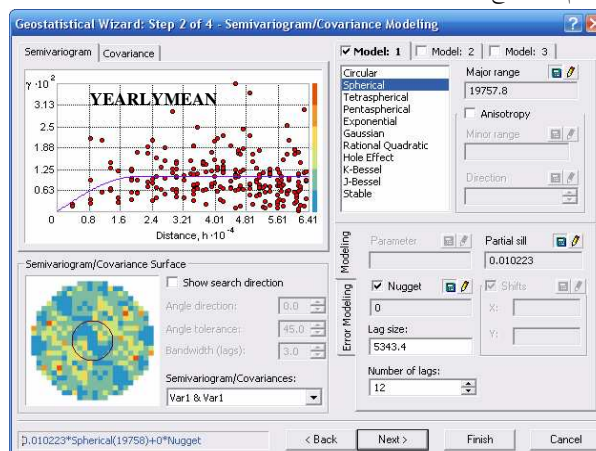 Geostatistical Wizard: Step 2 of 4 - Semivariogram/Covariance Modeling
Semivariogram
Covariance
γ·10²
3.13
2.5
1.88
1.25
0.63
YEARLYMEAN
0 0.8 1.6 2.4 3.21 4.01 4.81 5.61 6.41
Distance, h·10⁻⁴
Semivariogram/Covariance Surface
Show search direction
Angle direction: 0.0
Angle tolerance: 45.0
Bandwidth (lags): 3.0
Semivariogram/Covariances:
Var1 & Var1
Model: 1
Model: 2
Model: 3
Circular
Spherical
Tetraspherical
Pentaspherical
Exponential
Gaussian
Rational Quadratic
Hole Effect
K-Bessel
J-Bessel
Stable
Major range
19757.8
Anisotropy
Minor range
Direction
Modeling
Error Modeling
Parameter
Partial sill
0.010223
Nugget
0
Shifts
X:
Y:
Lag size:
5343.4
Number of lags:
12
0.010223*Spherical(19758)+0*Nugget
< Back
Next >
Finish
Cancel